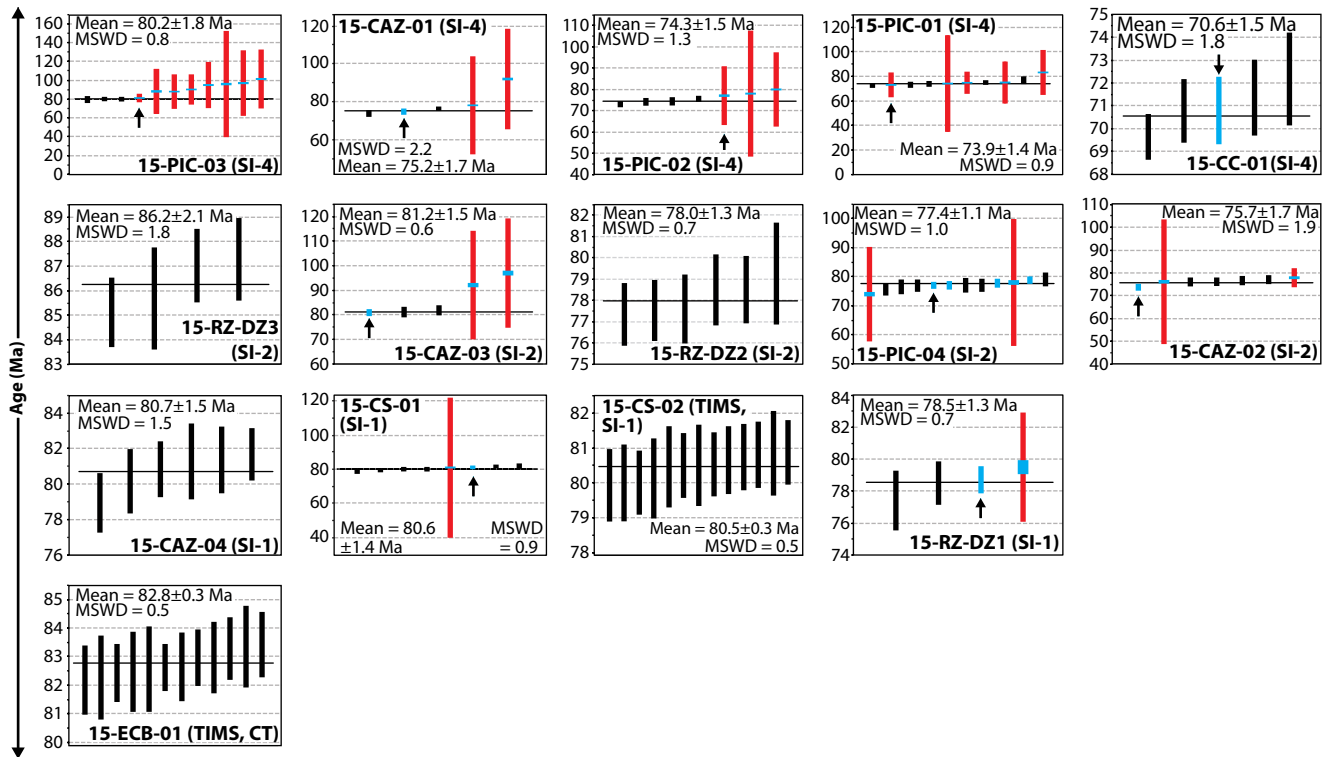 Age (Ma)
160
140
120
100
80
60
40
20
0
Mean = 80.2±1.8 Ma
MSWD = 0.8
15-PIC-03 (SI-4)
120
100
80
60
15-CAZ-01 (SI-4)
MSWD = 2.2
Mean = 75.2±1.7 Ma
110
100
90
80
70
60
50
40
Mean = 74.3±1.5 Ma
MSWD = 1.3
15-PIC-02 (SI-4)
120
100
80
60
40
20
0
15-PIC-01 (SI-4)
Mean = 73.9±1.4 Ma
MSWD = 0.9
75
74
73
72
71
70
69
68
Mean = 70.6±1.5 Ma
MSWD = 1.8
15-CC-01(SI-4)
89
88
87
86
85
84
83
Mean = 86.2±2.1 Ma
MSWD = 1.8
15-RZ-DZ3
(SI-2)
120
110
100
90
80
70
60
Mean = 81.2±1.5 Ma
MSWD = 0.6
15-CAZ-03 (SI-2)
82
81
80
79
78
77
76
75
Mean = 78.0±1.3 Ma
MSWD = 0.7
15-RZ-DZ2 (SI-2)
100
90
80
70
60
50
Mean = 77.4±1.1 Ma
MSWD = 1.0
15-PIC-04 (SI-2)
110
100
90
80
70
60
50
40
Mean = 75.7±1.7 Ma
MSWD = 1.9
15-CAZ-02 (SI-2)
84
82
80
78
76
Mean = 80.7±1.5 Ma
MSWD = 1.5
15-CAZ-04 (SI-1)
120
100
80
60
40
15-CS-01
(SI-1)
Mean = 80.6
±1.4 Ma
MSWD
= 0.9
82
81
80
79
78
15-CS-02 (TIMS,
SI-1)
Mean = 80.5±0.3 Ma
MSWD = 0.5
82
80
78
76
74
Mean = 78.5±1.3 Ma
MSWD = 0.7
15-RZ-DZ1 (SI-1)
85
84
83
82
81
80
Mean = 82.8±0.3 Ma
MSWD = 0.5
15-ECB-01 (TIMS, CT)